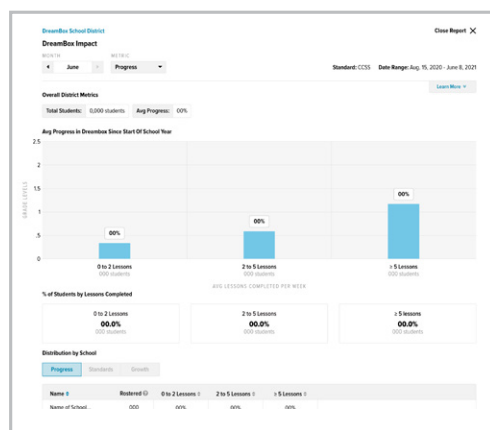 DreamBox School District
Close Report X
DreamBox Impact
MONTH
METRIC
June
Progress
Standard: CCSS Date Range: Aug, 15, 2020 - June 8, 2021
Learn More
Overall District Metrics
Total Students: 0,000 students
Avg Progress: 00%
Avg Progress in Dreambox Since Start Of School Year
2.5
2
1.5
1
.5
0
GRADE LEVELS
00%
00%
00%
0 to 2 Lessons
2 to 5 Lessons
≥ 5 Lessons
000 students
000 students
000 students
AVG LESSONS COMPLETED PER WEEK
% of Students by Lessons Completed
0 to 2 Lessons
2 to 5 Lessons
≥ 5 lessons
00.0%
00.0%
00.0%
000 students
000 students
000 students
Distribution by School
Progress
Standards
Growth
Name
Rostered
0 to 2 Lessons
2 to 5 Lessons
≥ 5 Lessons
Name of School...
000
00%
00%
00%